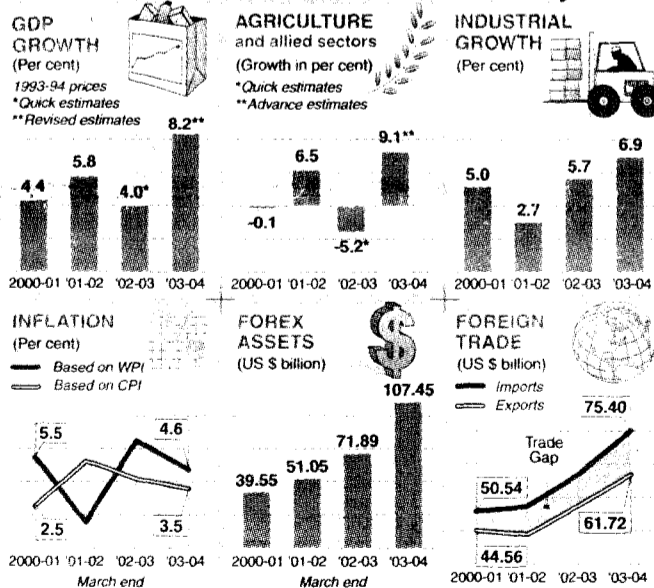 GDP
GROWTH
(Per cent)
1993-94 prices
*Quick estimates
**Revised estimates
4.4
5.8
4.0*
8.2**
2000-01 '01-02 '02-03 '03-04
AGRICULTURE
and allied sectors
(Growth in per cent)
*Quick estimates
**Advance estimates
-0.1
6.5
-5.2*
9.1**
2000-01 '01-02 '02-03 '03-04
INDUSTRIAL
GROWTH
(Per cent)
5.0
2.7
5.7
6.9
2000-01 '01-02 '02-03 '03-04
INFLATION
(Per cent)
Based on WPI
Based on CPI
5.5
4.6
2.5
3.5
2000-01 '01-02 '02-03 '03-04
March end
FOREX
ASSETS
(US $ billion)
$
39.55
51.05
71.89
107.45
2000-01 '01-02 '02-03 '03-04
March end
FOREIGN
TRADE
(US $ billion)
Imports
Exports
75.40
Trade
Gap
50.54
61.72
44.56
2000-01 '01-02 '02-03 '03-04